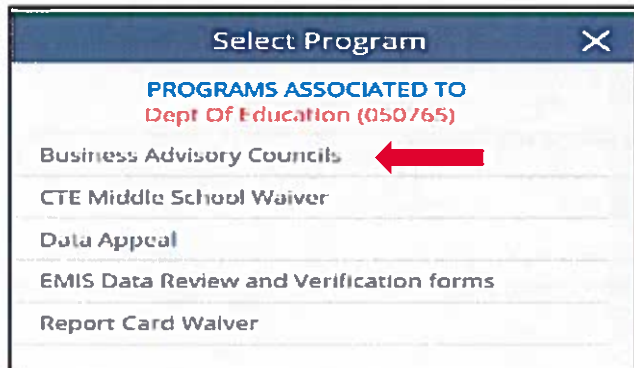 Select Program
PROGRAMS ASSOCIATED TO
Dept Of Education (050765)
Business Advisory Councils
CTE Middle School Waiver
Data Appeal
EMIS Data Review and Verification forms
Report Card Waiver